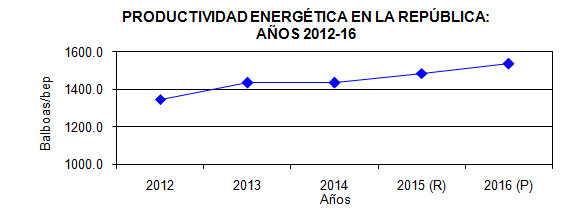 PRODUCTIVIDAD ENERGÉTICA EN LA REPÚBLICA:
AÑOS 2012-16
1600.0
1400.0
1200.0
1000.0
Balboas/bep
2012 2013 2014 2015 (R) 2016 (P)
Años